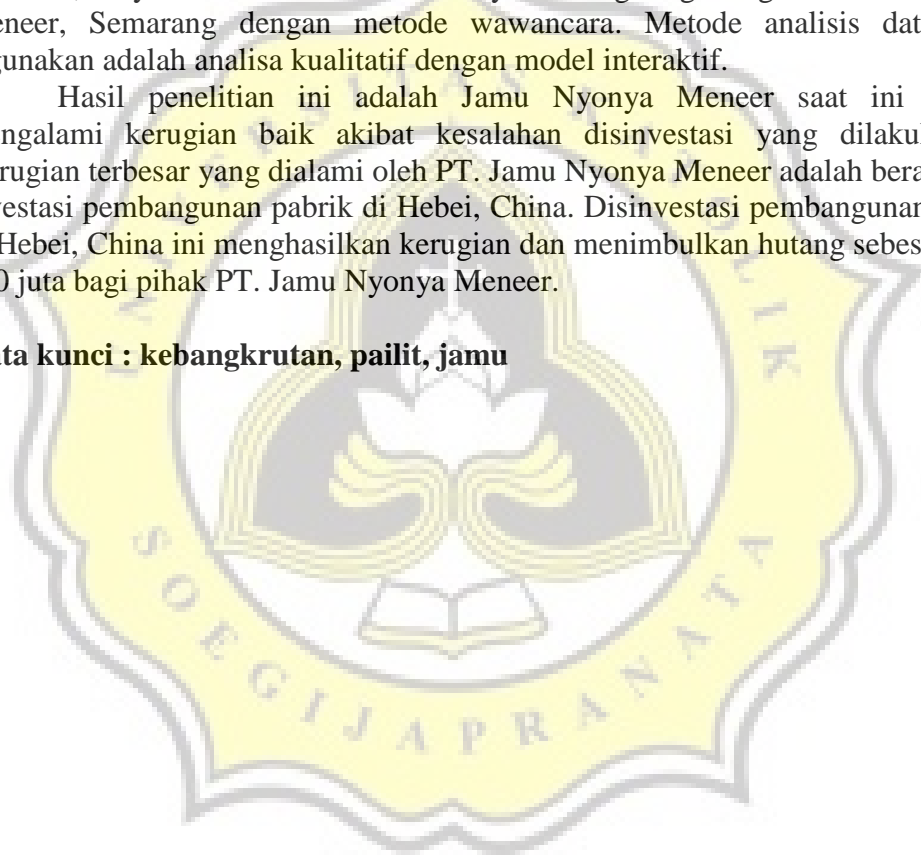 eneer, Semarang dengan metode wawancara. Metode analisis dat
gunakan adalah analisa kualitatif dengan model interaktif.
Hasil penelitian ini adalah Jamu Nyonya Meneer saat ini
ngalami kerugian baik akibat kesalahan disinvestasi yang dilaku
rugian terbesar yang dialami oleh PT. Jamu Nyonya Meneer adalah bera
vestasi pembangunan pabrik di Hebei, China. Disinvestasi pembangunan
Hebei, China ini menghasilkan kerugian dan menimbulkan hutang sebes
0 juta bagi pihak PT. Jamu Nyonya Meneer.
ata kunci : kebangkrutan, pailit, jamu
SOEGIJAPRANATA